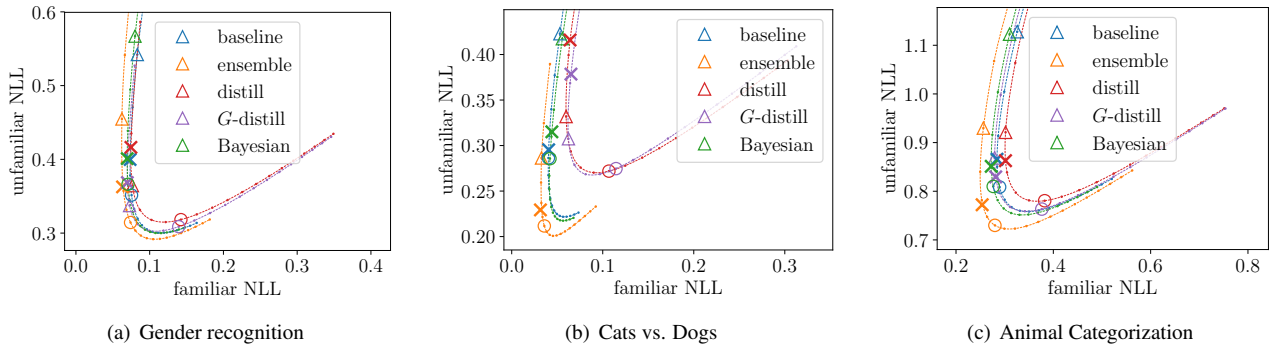 unfamiliar NLL
0.6
0.5
0.4
0.3
0.0
0.1
0.2
0.3
0.4
familiar NLL
baseline
ensemble
distill
G-distill
Bayesian
(a) Gender recognition
unfamiliar NLL
0.40
0.35
0.30
0.25
0.20
0.0
0.1
0.2
0.3
familiar NLL
baseline
ensemble
distill
G-distill
Bayesian
(b) Cats vs. Dogs
unfamiliar NLL
1.1
1.0
0.9
0.8
0.7
0.2
0.4
0.6
0.8
familiar NLL
baseline
ensemble
distill
G-distill
Bayesian
(c) Animal Categorization